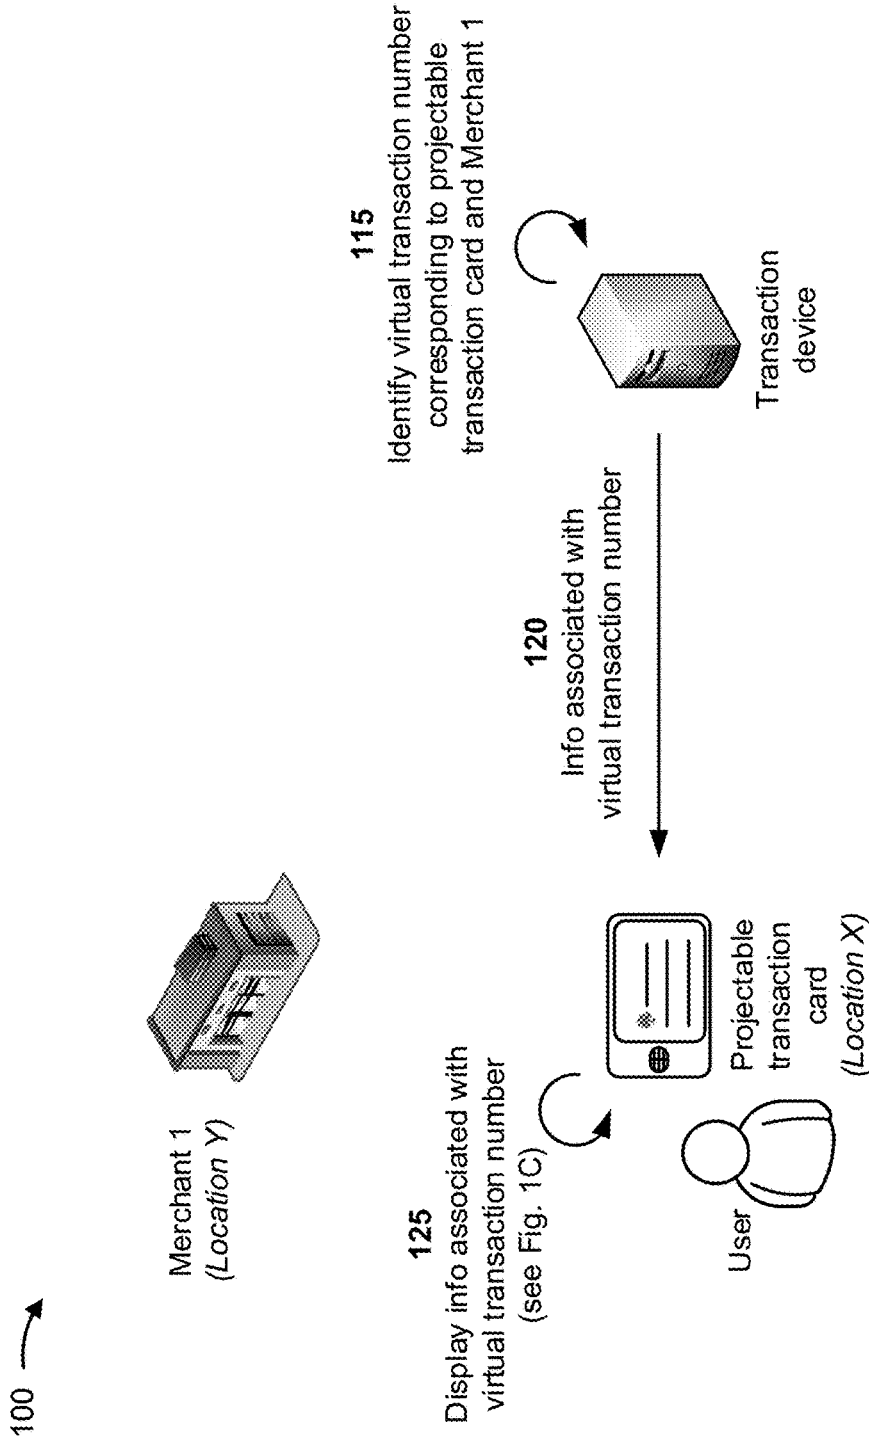 100
Merchant 1
(Location Y)
115
Identify virtual transaction number
corresponding to projectable
transaction card and Merchant 1
120
Info associated with
virtual transaction number
125
Display info associated with
virtual transaction number
(see Fig. 1C)
User
Projectable
transaction
card
(Location X)
Transaction
device